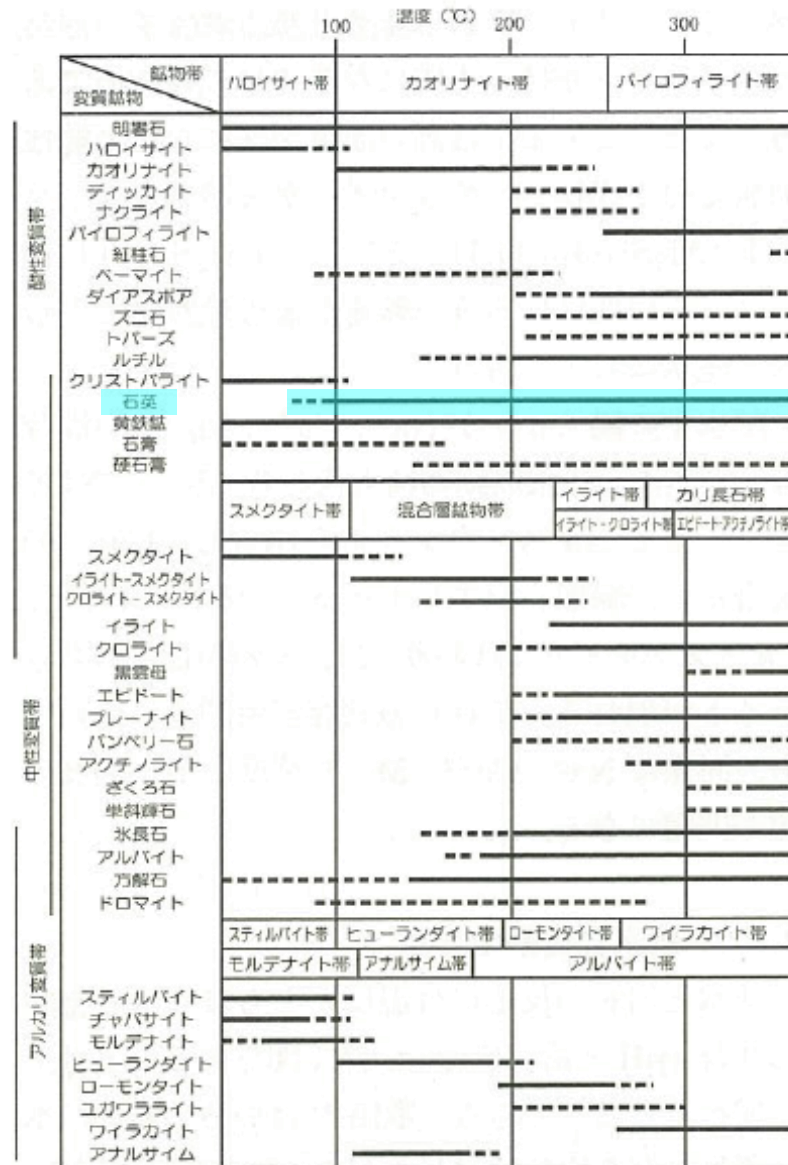 温度 (℃)
100 200 300
鉱物帯
変質鉱物
ハロイサイト帯 カオリナイト帯 パイロフィライト帯
酸性変質帯
明礬石
ハロイサイト
カオリナイト
ディッカイト
ナクライト
パイロフィライト
紅柱石
ベーマイト
ダイアスポア
ズニ石
トパーズ
ルチル
クリストバライト
石英
黄鉄鉱
石膏
硬石膏
スメクタイト帯 混合層鉱物帯 イライト帯 カリ長石帯
イライト-クロライト帯 エピドート-アクチノライト帯
中性変質帯
スメクタイト
イライト-スメクタイト
クロライト-スメクタイト
イライト
クロライト
黒雲母
エピドート
プレーナイト
パンペリー石
アクチノライト
ざくろ石
単斜輝石
氷長石
アルバイト
方解石
ドロマイト
スティルバイト帯 ヒューランダイト帯 ローモンタイト帯 ワイラカイト帯
モルデナイト帯 アナルサイム帯 アルバイト帯
アルカリ変質帯
スティルバイト
チャバサイト
モルデナイト
ヒューランダイト
ローモンタイト
ユガワラライト
ワイラカイト
アナルサイム